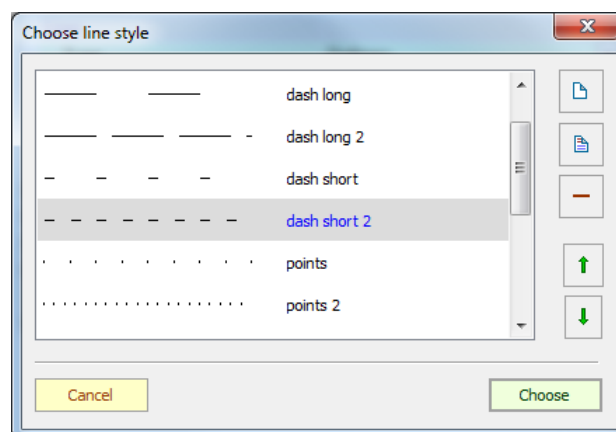 Choose line style
dash long
dash long 2
dash short
dash short 2
points
points 2
Cancel
Choose